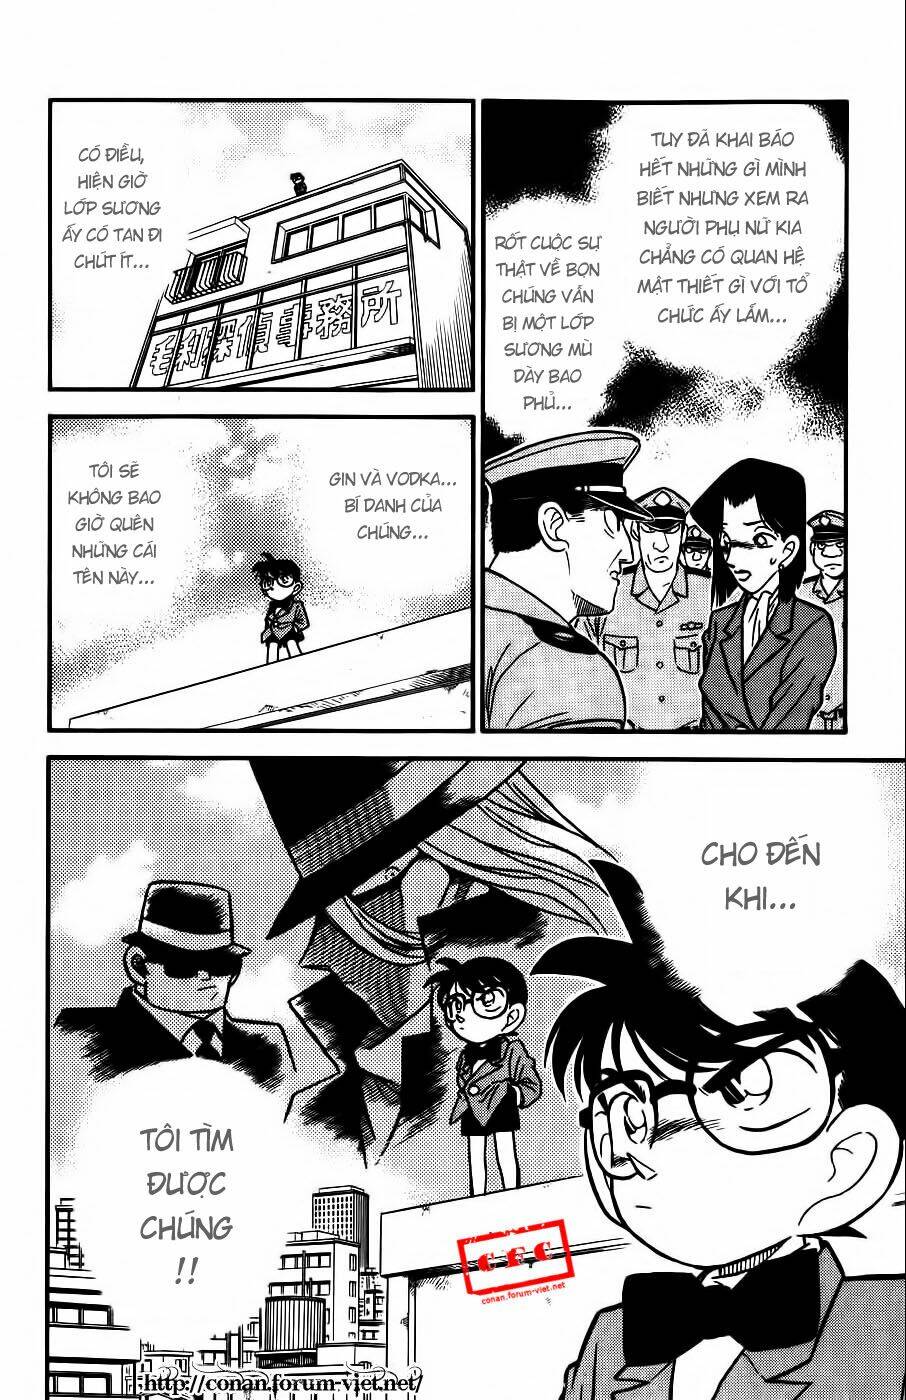 TUY ĐÃ KHAI BÁO
HẾT NHỮNG GÌ MÌNH
BIẾT NHƯNG XEM RA
NGƯỜI PHỤ NỮ KIA
CHẲNG CÓ QUAN HỆ
MẬT THIẾT GÌ VỚI TỔ
CHỨC ẤY LẮM...
RỐT CUỘC SỰ
THẬT VỀ BỌN
CHÚNG VẪN
BỊ MỘT LỚP
SƯƠNG MÙ
DÀY BAO
PHỦ...
CÓ ĐIỀU,
HIỆN GIỜ
LỚP SƯƠNG
ẤY CÓ TAN ĐI
CHÚT ÍT...
毛利探偵事務所
GIN VÀ VODKA...
BÍ DANH CỦA
CHÚNG...
TÔI SẼ
KHÔNG BAO
GIỜ QUÊN
NHỮNG CÁI
TÊN NÀY...
CHO ĐẾN
KHI...
TÔI TÌM
ĐƯỢC
CHÚNG
!!
CFC
conan.forum-viet.net
http://conan.forum-viet.net/